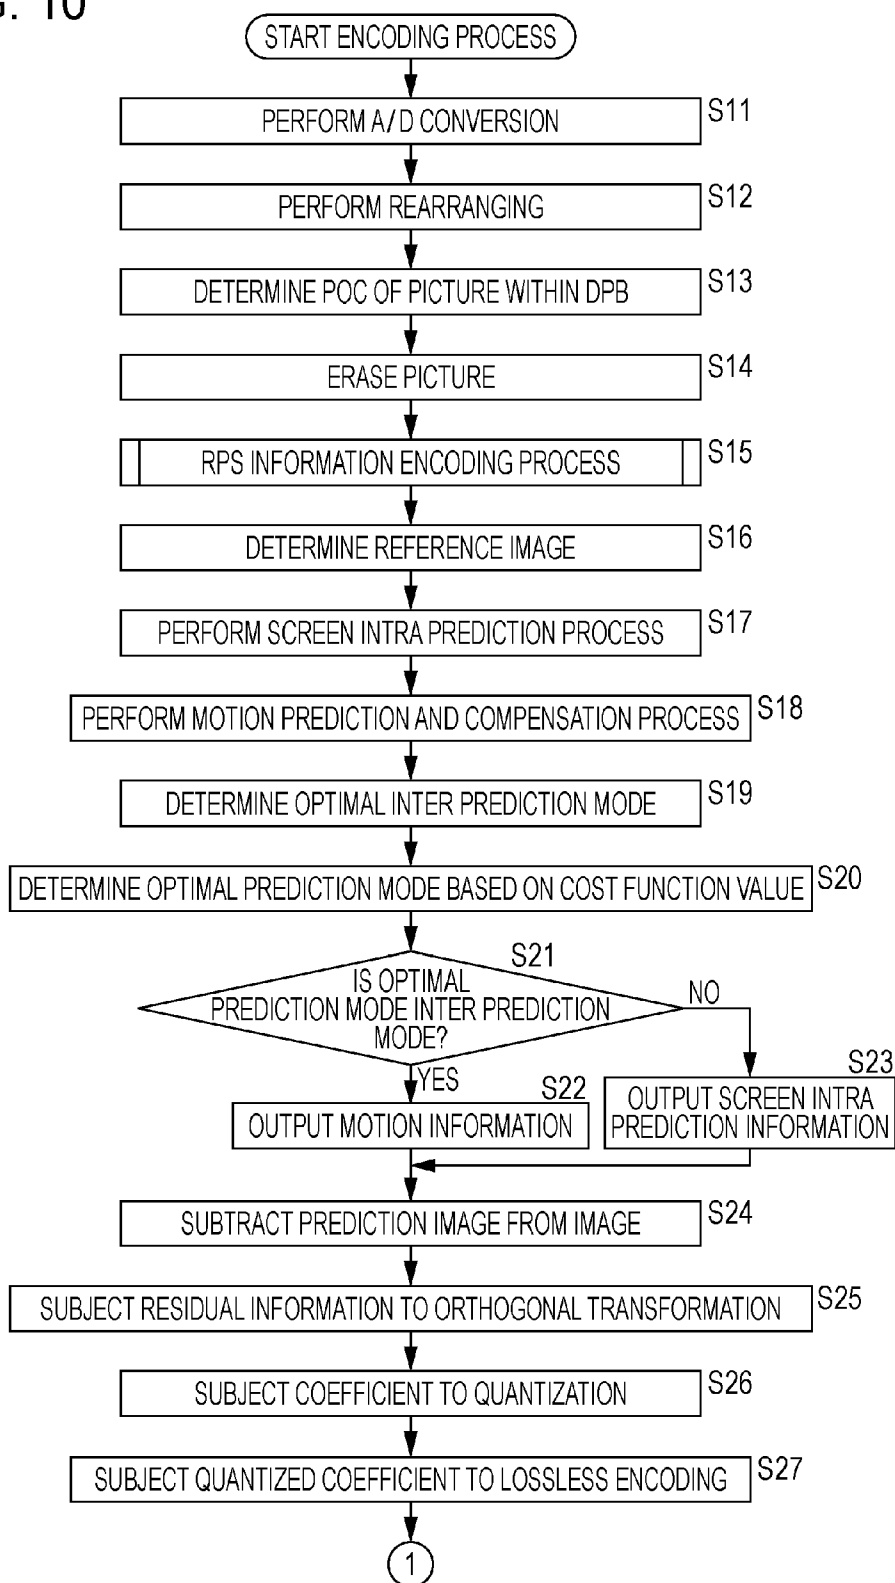 G. 10
START ENCODING PROCESS
PERFORM A/D CONVERSION
S11
PERFORM REARRANGING
S12
DETERMINE POC OF PICTURE WITHIN DPB
S13
ERASE PICTURE
S14
RPS INFORMATION ENCODING PROCESS
S15
DETERMINE REFERENCE IMAGE
S16
PERFORM SCREEN INTRA PREDICTION PROCESS
S17
PERFORM MOTION PREDICTION AND COMPENSATION PROCESS
S18
DETERMINE OPTIMAL INTER PREDICTION MODE
S19
DETERMINE OPTIMAL PREDICTION MODE BASED ON COST FUNCTION VALUE
S20
S21
IS OPTIMAL
PREDICTION MODE INTER PREDICTION
MODE?
NO
YES
S22
OUTPUT MOTION INFORMATION
S23
OUTPUT SCREEN INTRA
PREDICTION INFORMATION
SUBTRACT PREDICTION IMAGE FROM IMAGE
S24
SUBJECT RESIDUAL INFORMATION TO ORTHOGONAL TRANSFORMATION
S25
SUBJECT COEFFICIENT TO QUANTIZATION
S26
SUBJECT QUANTIZED COEFFICIENT TO LOSSLESS ENCODING
S27
1